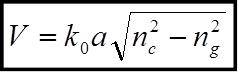 V = k₀a√(n_c² − n_g²)